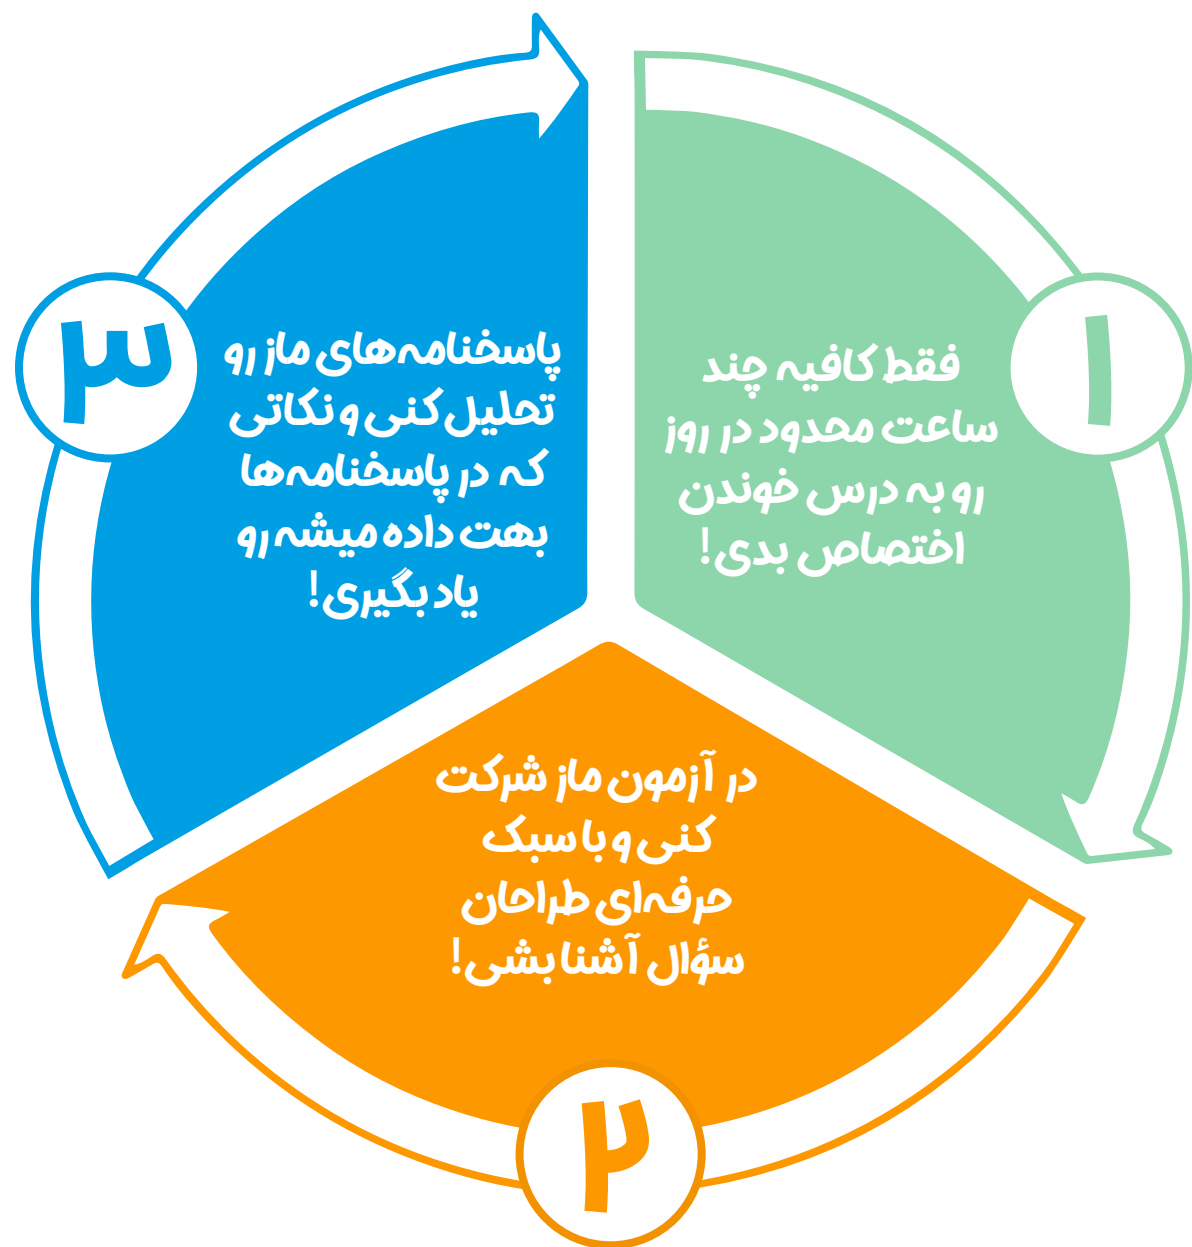 ۱
فقط کافیه چند
ساعت محدود در روز
رو به درس خوندن
اختصاص بدی!
۲
در آزمون ماز شرکت
کنی و با سبک
حرفه‌ای طراحان
سؤال آشنا بشی!
۳
پاسخنامه‌های ماز رو
تحلیل کنی و نکاتی
که در پاسخنامه‌ها
بهت داده میشه رو
یاد بگیری!